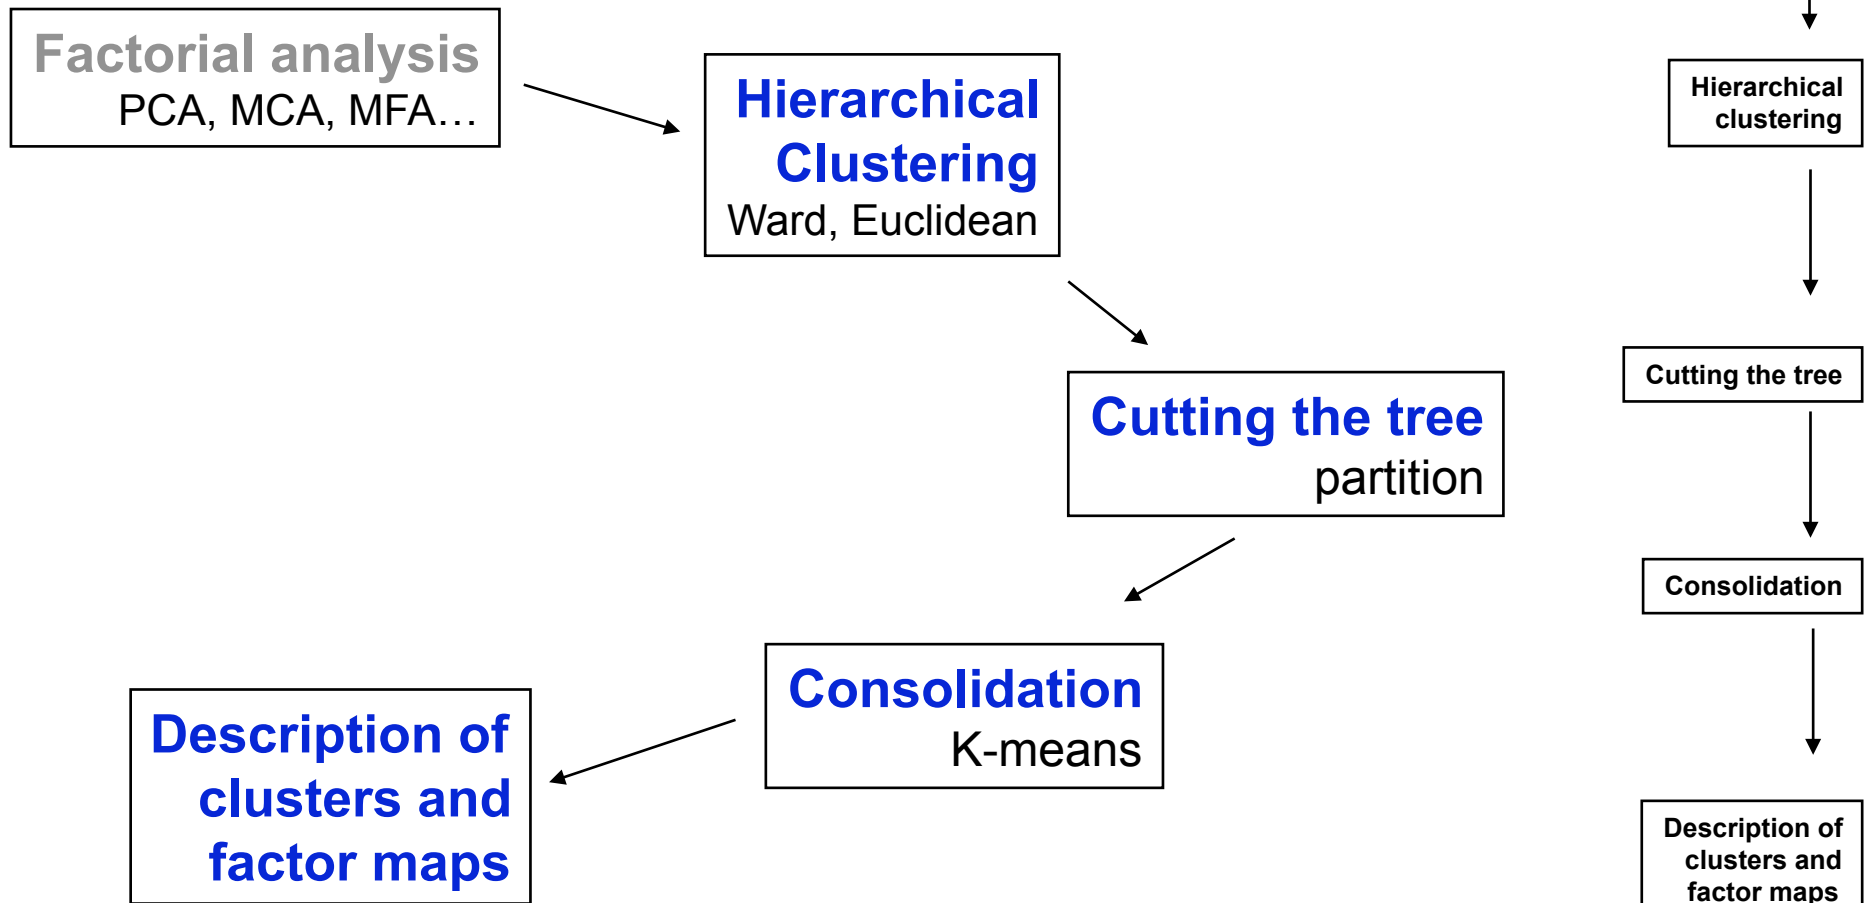 Factorial analysis
PCA, MCA, MFA…
Hierarchical
Clustering
Ward, Euclidean
Cutting the tree
partition
Consolidation
K-means
Description of
clusters and
factor maps
Hierarchical
clustering
Cutting the tree
Consolidation
Description of
clusters and
factor maps